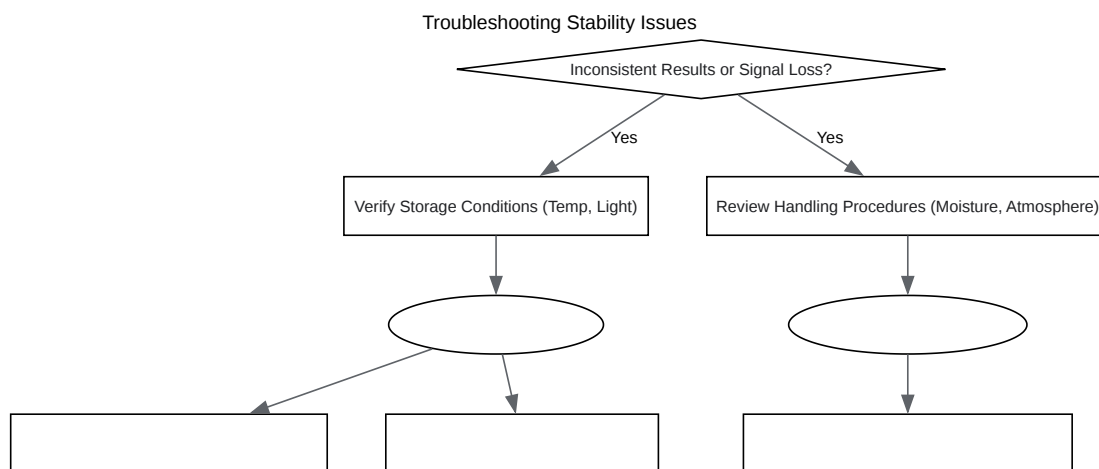 Troubleshooting Stability Issues
Inconsistent Results or Signal Loss?
Yes
Yes
Verify Storage Conditions (Temp, Light)
Review Handling Procedures (Moisture, Atmosphere)